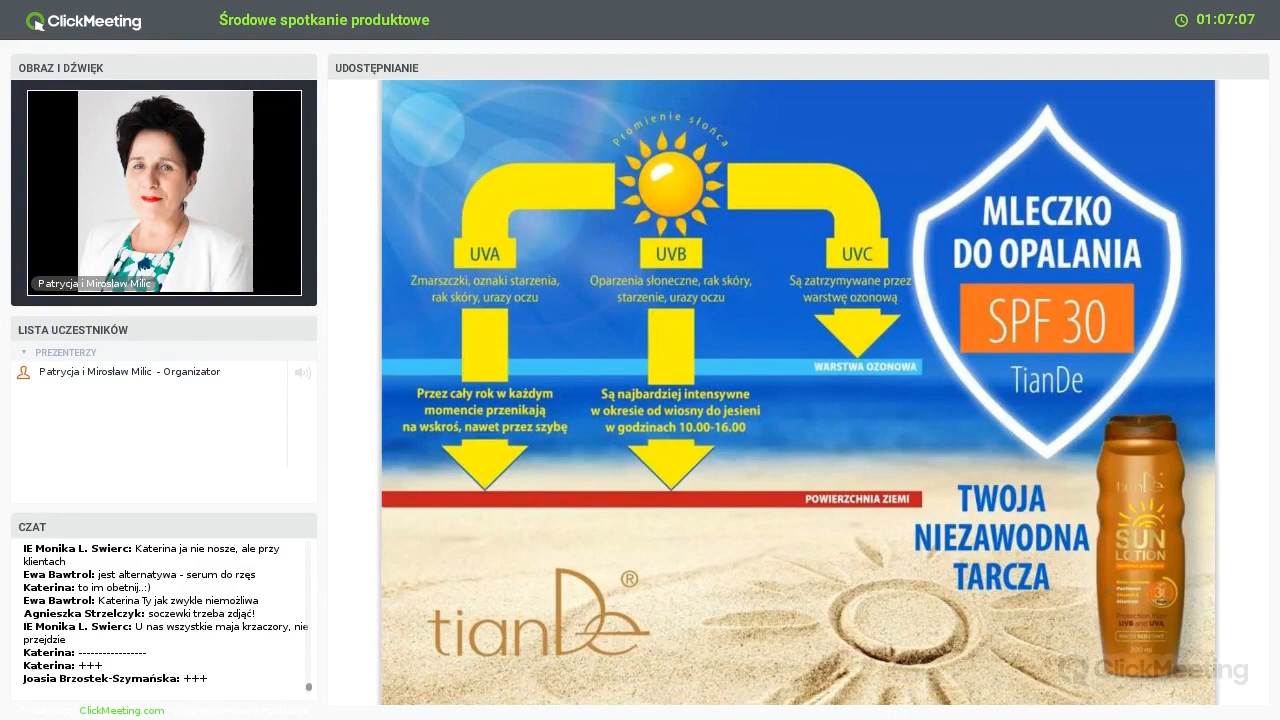 ClickMeeting
Środowe spotkanie produktowe
01:07:07
OBRAZ I DŹWIĘK
Patrycja i Mirosław Milic
LISTA UCZESTNIKÓW
PREZENTERZY
Patrycja i Mirosław Milic - Organizator
CZAT
IE Monika L. Swierc: Katerina ja nie nosze, ale przy
klientach
Ewa Bawtrol: jest alternatywa - serum do rzęs
Katerina: to im obetnij..:)
Ewa Bawtrol: Katerina Ty jak zwykle niemożliwa
Agnieszka Strzelczyk: soczewki trzeba zdjąć!
IE Monika L. Swierc: U nas wszystkie maja krzaczory, nie
przejdzie
Katerina: -----------------
Katerina: +++
Joasia Brzostek-Szymańska: +++
ClickMeeting.com
UDOSTĘPNIANIE
Promienie słońca
UVA
UVB
UVC
Zmarszczki, oznaki starzenia,
rak skóry, urazy oczu
Oparzenia słoneczne, rak skóry,
starzenie, urazy oczu
Są zatrzymywane przez
warstwę ozonową
WARSTWA OZONOWA
Przez cały rok w każdym
momencie przenikają
na wskroś, nawet przez szybę
Są najbardziej intensywne
w okresie od wiosny do jesieni
w godzinach 10.00-16.00
POWIERZCHNIA ZIEMI
MLECZKO
DO OPALANIA
SPF 30
TianDe
TWOJA
NIEZAWODNA
TARCZA
tianDe®
tianDe
SUN
LOTION
30
UVB and UVA
200 ml
ClickMeeting